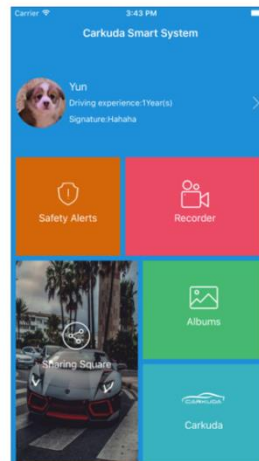 Carrier 3:43 PM
Carkuda Smart System
Yun
Driving experience:1Year(s)
Signature:Hahaha
Safety Alerts
Recorder
Albums
Sharing Square
CARKUDA
Carkuda